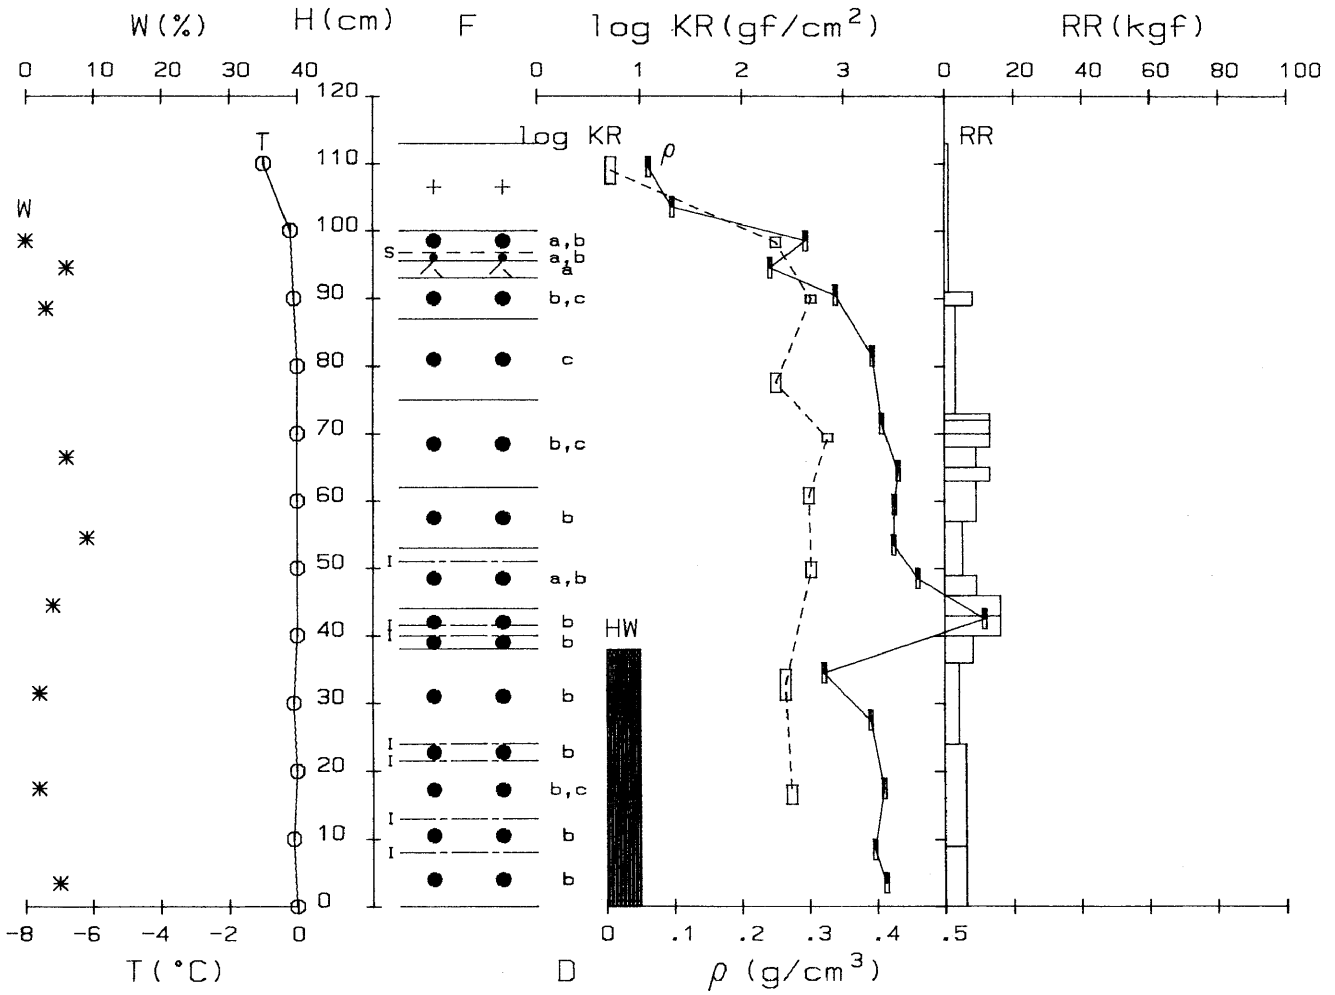 W(%) H(cm) F log KR(gf/cm²) RR(kgf)
0 10 20 30 40 0 1 2 3 0 20 40 60 80 100
120
log KR RR
T ρ
110
W
100
a,b
S a,b
a
90 b,c
80 c
70 b,c
60
b
I 50
a,b
I b HW
I 40 b
30 b
I
I b
20
b,c
I
10 b
I
b
0
-8 -6 -4 -2 0 0 .1 .2 .3 .4 .5
T(°C) D ρ (g/cm³)